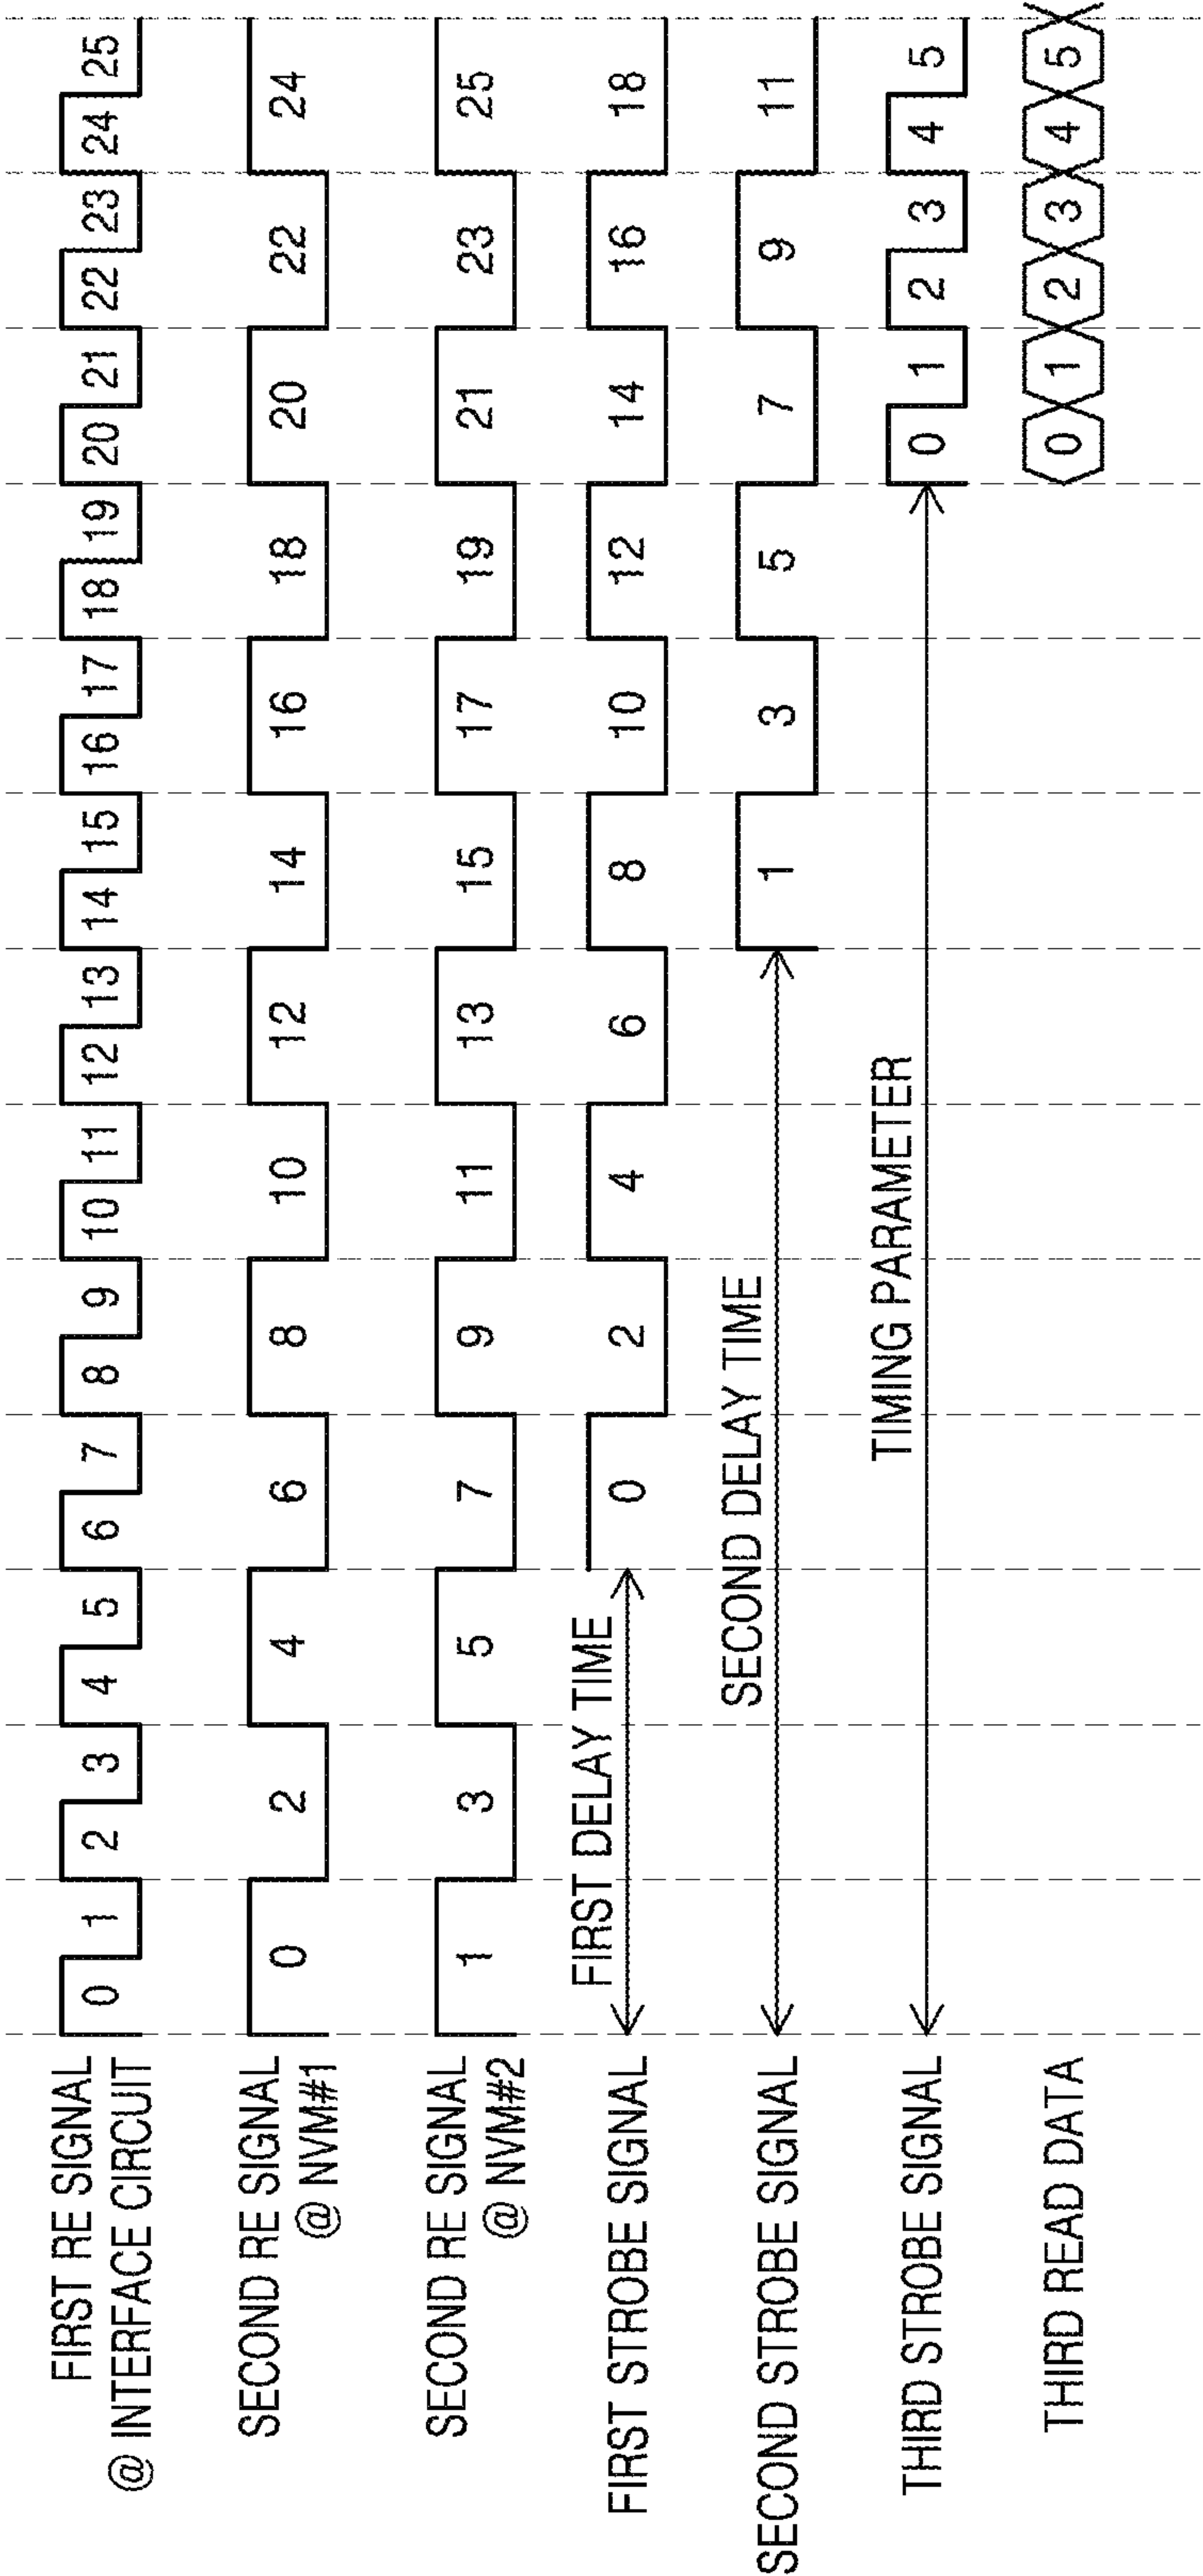 FIRST RE SIGNAL
@ INTERFACE CIRCUIT
0 1 2 3 4 5 6 7 8 9 10 11 12 13 14 15 16 17 18 19 20 21 22 23 24 25
SECOND RE SIGNAL
@ NVM#1
0 2 4 6 8 10 12 14 16 18 20 22 24
SECOND RE SIGNAL
@ NVM#2
1 3 5 7 9 11 13 15 17 19 21 23 25
FIRST DELAY TIME
FIRST STROBE SIGNAL
0 2 4 6 8 10 12 14 16 18
SECOND DELAY TIME
SECOND STROBE SIGNAL
1 3 5 7 9 11
TIMING PARAMETER
THIRD STROBE SIGNAL
0 1 2 3 4 5
THIRD READ DATA
0 1 2 3 4 5